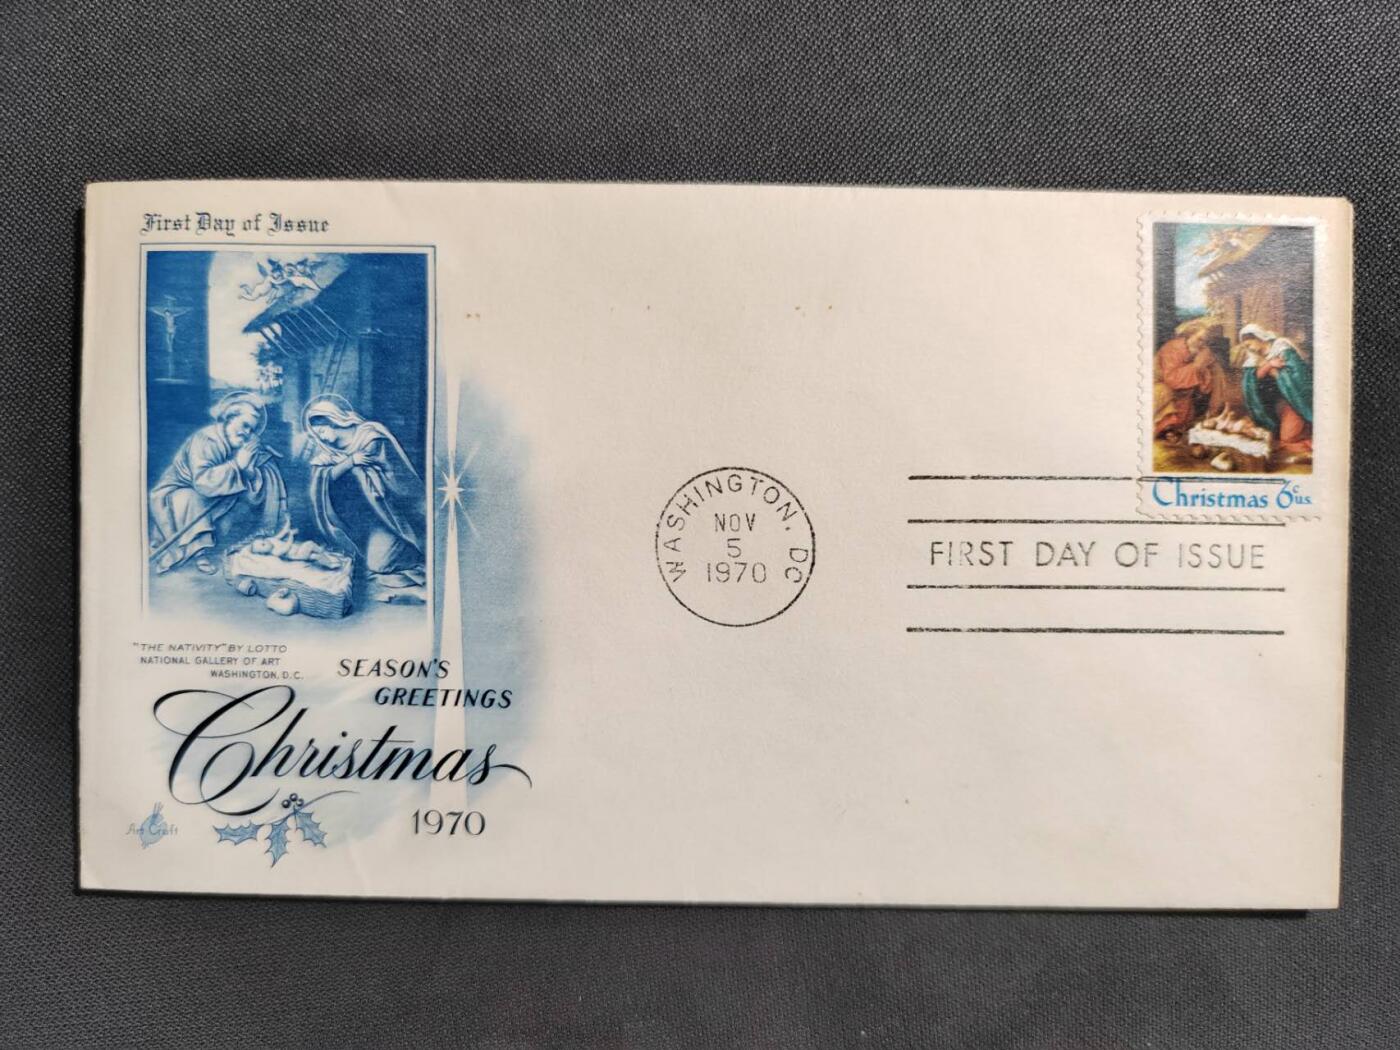 First Day of Issue
"THE NATIVITY" BY LOTTO
NATIONAL GALLERY OF ART
WASHINGTON, D.C.
SEASON'S
GREETINGS
Christmas
1970
Art Craft
WASHINGTON, DC
NOV
5
1970
Christmas 6c U.S.
FIRST DAY OF ISSUE